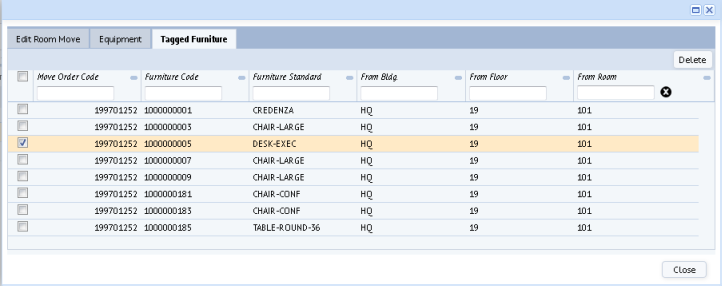 Edit Room Move Equipment Tagged Furniture
Delete
Move Order Code Furniture Code Furniture Standard From Bldg. From Floor From Room
199701252 1000000001 CREDENZA HQ 19 101
199701252 1000000003 CHAIR-LARGE HQ 19 101
199701252 1000000005 DESK-EXEC HQ 19 101
199701252 1000000007 CHAIR-LARGE HQ 19 101
199701252 1000000009 CHAIR-LARGE HQ 19 101
199701252 1000000181 CHAIR-CONF HQ 19 101
199701252 1000000183 CHAIR-CONF HQ 19 101
199701252 1000000185 TABLE-ROUND-36 HQ 19 101
Close